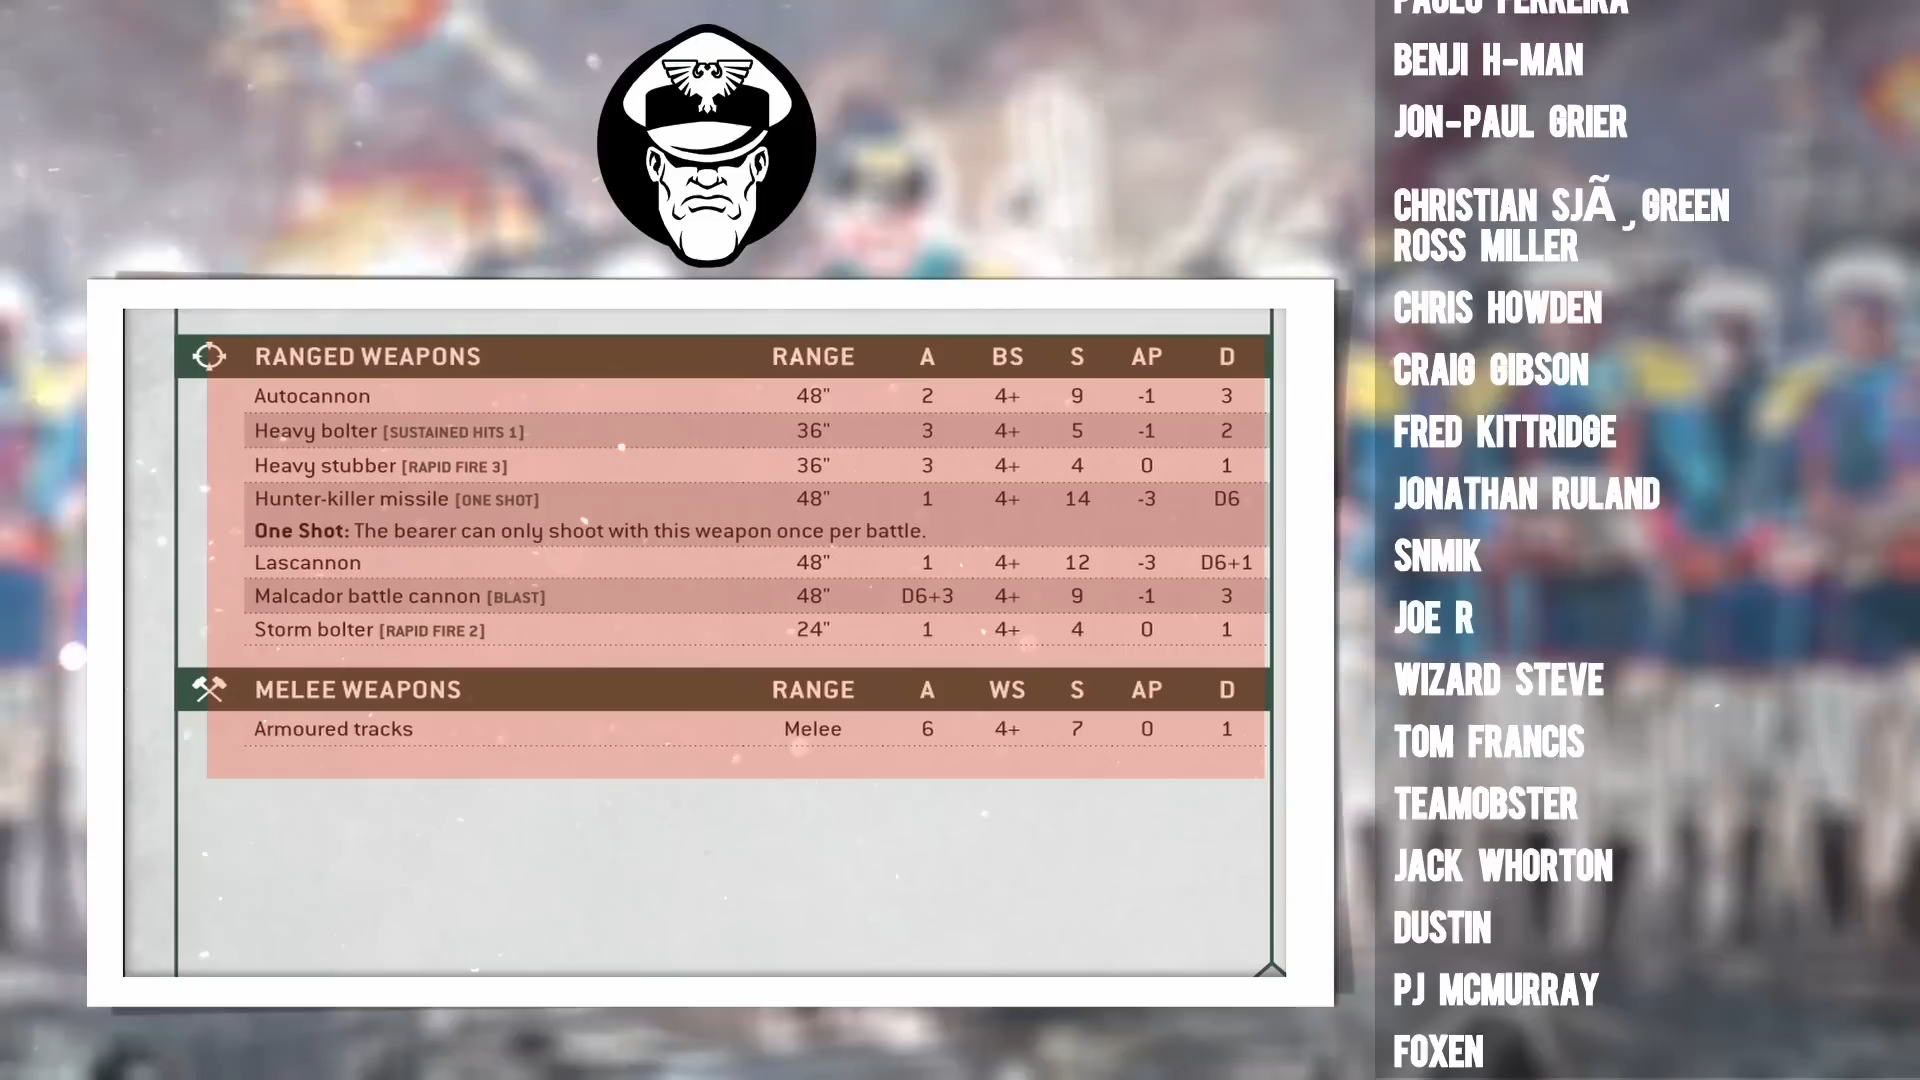 RANGED WEAPONS RANGE A BS S AP D
Autocannon 48" 2 4+ 9 -1 3
Heavy bolter [SUSTAINED HITS 1] 36" 3 4+ 5 -1 2
Heavy stubber [RAPID FIRE 3] 36" 3 4+ 4 0 1
Hunter-killer missile [ONE SHOT] 48" 1 4+ 14 -3 D6
One Shot: The bearer can only shoot with this weapon once per battle.
Lascannon 48" 1 4+ 12 -3 D6+1
Malcador battle cannon [BLAST] 48" D6+3 4+ 9 -1 3
Storm bolter [RAPID FIRE 2] 24" 1 4+ 4 0 1
MELEE WEAPONS RANGE A WS S AP D
Armoured tracks Melee 6 4+ 7 0 1
PAULO FERREIRA
BENJI H-MAN
JON-PAUL GRIER
CHRISTIAN SJÃ¸GREEN
ROSS MILLER
CHRIS HOWDEN
CRAIG GIBSON
FRED KITTRIDGE
JONATHAN RULAND
SNMIK
JOE R
WIZARD STEVE
TOM FRANCIS
TEAMOBSTER
JACK WHORTON
DUSTIN
PJ MCMURRAY
FOXEN